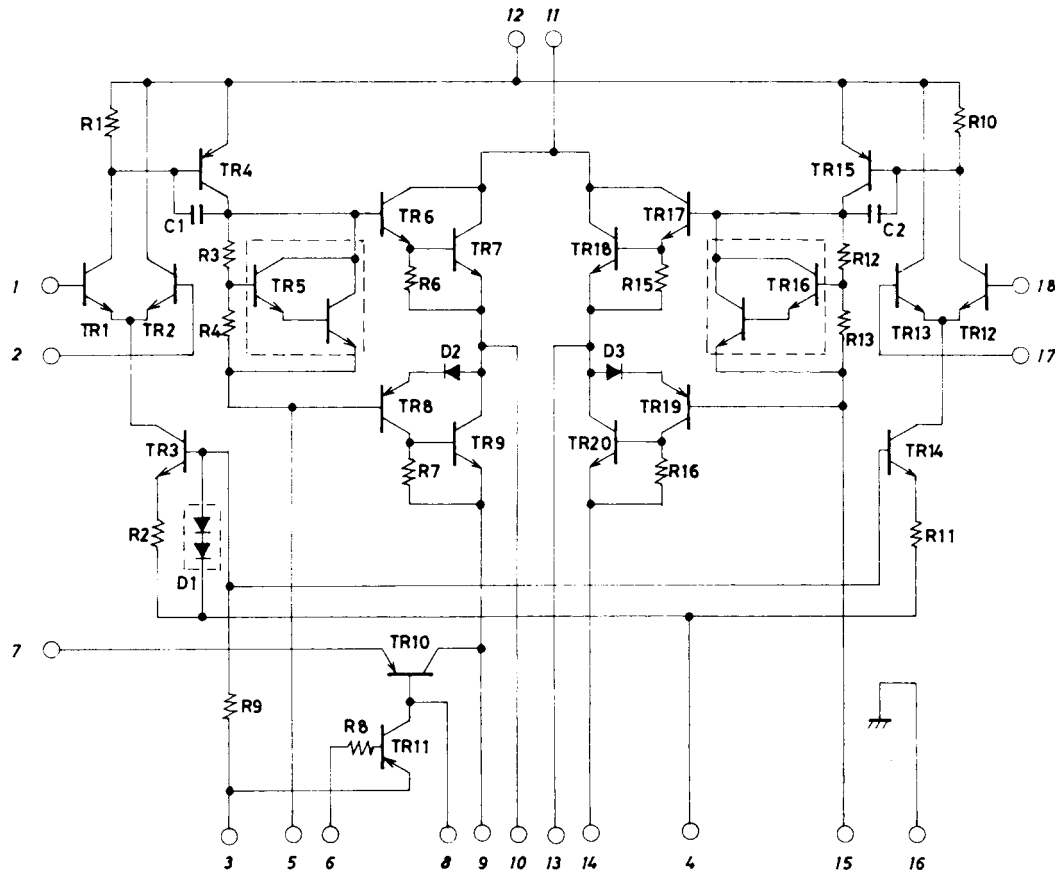 12 11
R1 R10
TR4 TR15
C1 TR6 TR17 C2
R3 TR7 TR18 R12
1 TR5 R6 R15 TR16 18
TR1 TR2 R4 R13 TR13 TR12
2 D2 D3 17
TR8 TR19
TR3 TR9 TR20 TR14
R7 R16
R2 R11
D1
7 TR10
R9 R8 TR11
3 5 6 8 9 10 13 14 4 15 16